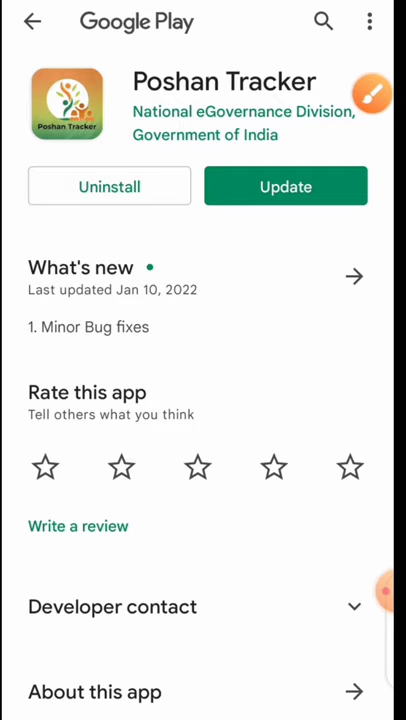 Google Play
Poshan Tracker
Poshan Tracker
National eGovernance Division,
Government of India
Uninstall
Update
What's new
Last updated Jan 10, 2022
1. Minor Bug fixes
Rate this app
Tell others what you think
Write a review
Developer contact
About this app